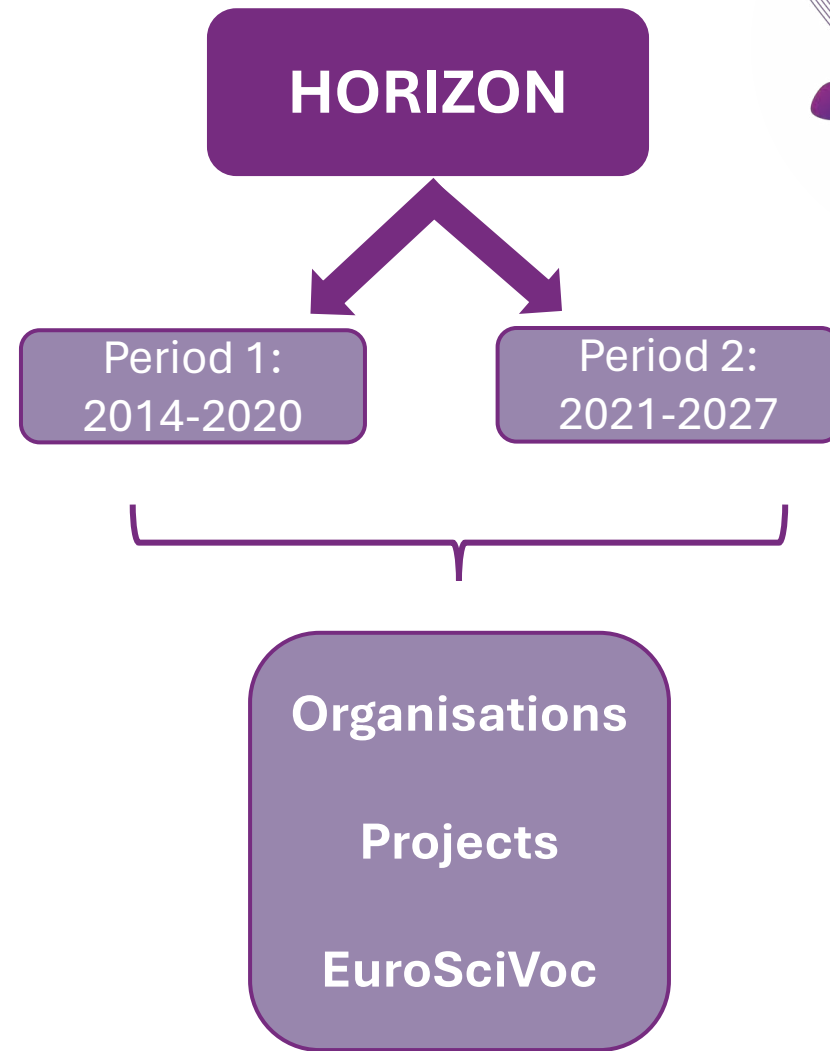 HORIZON
Period 1:
2014-2020
Period 2:
2021-2027
Organisations
Projects
EuroSciVoc